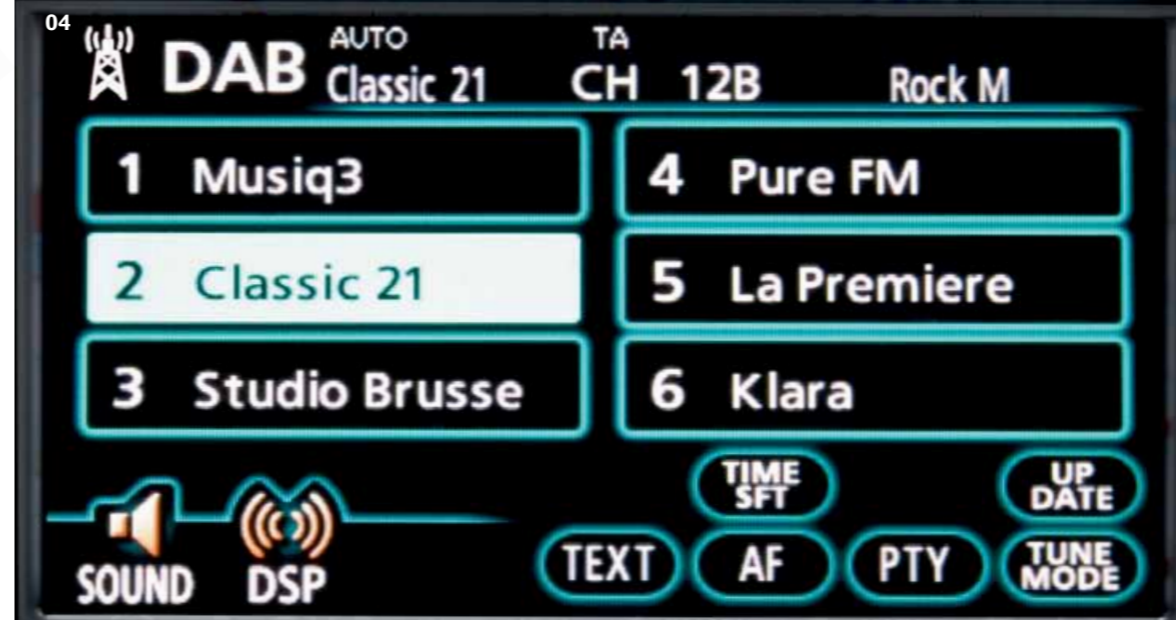 04
AUTO TA
DAB Classic 21 CH 12B Rock M
1 Musiq3
2 Classic 21
3 Studio Brusse
4 Pure FM
5 La Premiere
6 Klara
SOUND
DSP
TIME
SFT
UP
DATE
TEXT
AF
PTY
TUNE
MODE